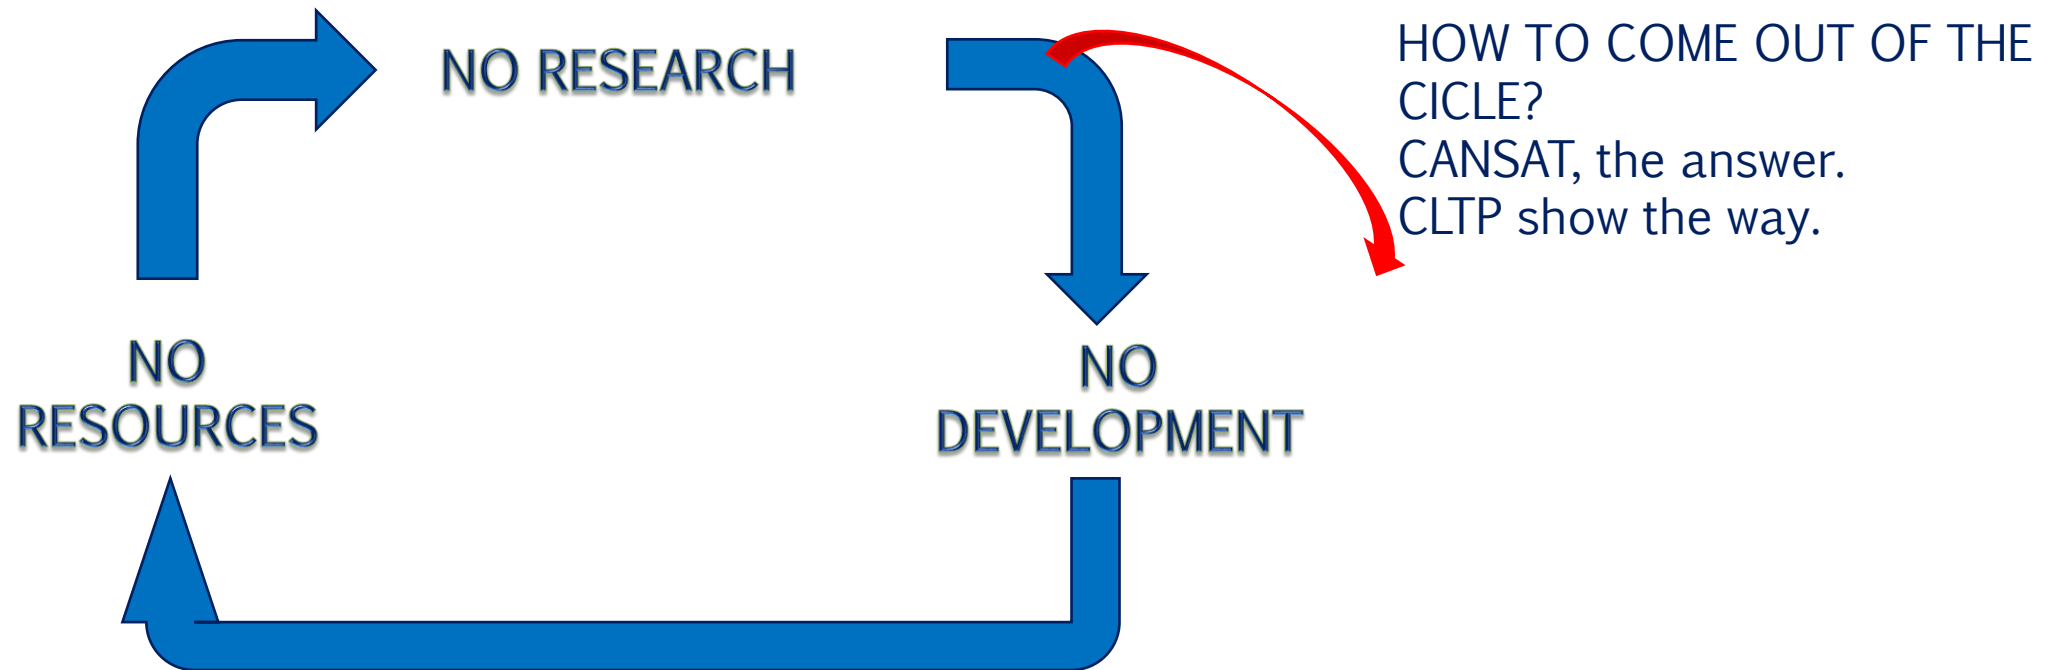 NO RESEARCH
HOW TO COME OUT OF THE
CICLE?
CANSAT, the answer.
CLTP show the way.
NO
RESOURCES
NO
DEVELOPMENT